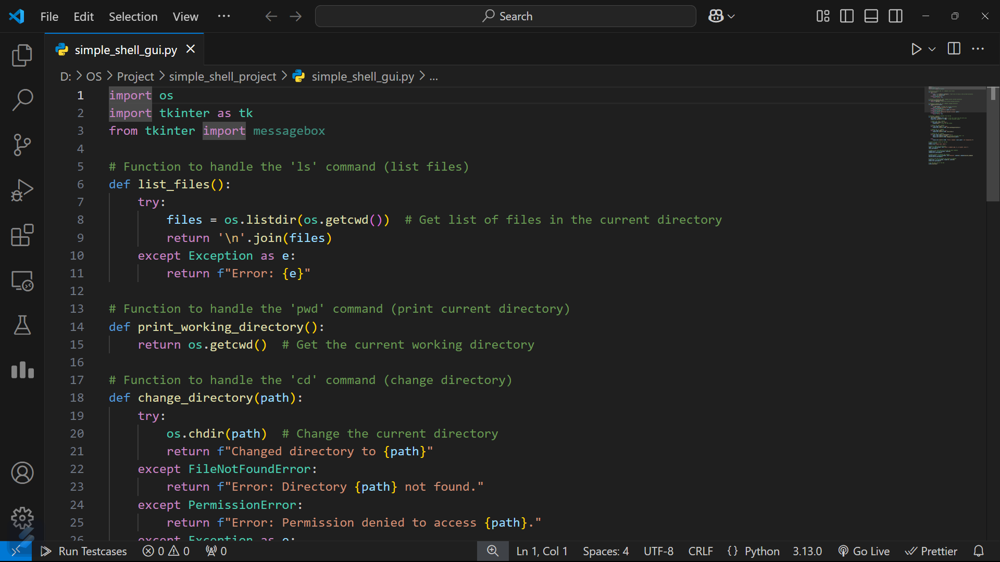 File Edit Selection View ··· Search
simple_shell_gui.py
D: > OS > Project > simple_shell_project > simple_shell_gui.py > ...
1 import os
2 import tkinter as tk
3 from tkinter import messagebox
4
5 # Function to handle the 'ls' command (list files)
6 def list_files():
7     try:
8         files = os.listdir(os.getcwd())  # Get list of files in the current directory
9         return '\n'.join(files)
10     except Exception as e:
11         return f"Error: {e}"
12
13 # Function to handle the 'pwd' command (print current directory)
14 def print_working_directory():
15     return os.getcwd()  # Get the current working directory
16
17 # Function to handle the 'cd' command (change directory)
18 def change_directory(path):
19     try:
20         os.chdir(path)  # Change the current directory
21         return f"Changed directory to {path}"
22     except FileNotFoundError:
23         return f"Error: Directory {path} not found."
24     except PermissionError:
25         return f"Error: Permission denied to access {path}."
26     except Exception as e:
Run Testcases 0 0 0 Ln 1, Col 1 Spaces: 4 UTF-8 CRLF {} Python 3.13.0 Go Live Prettier